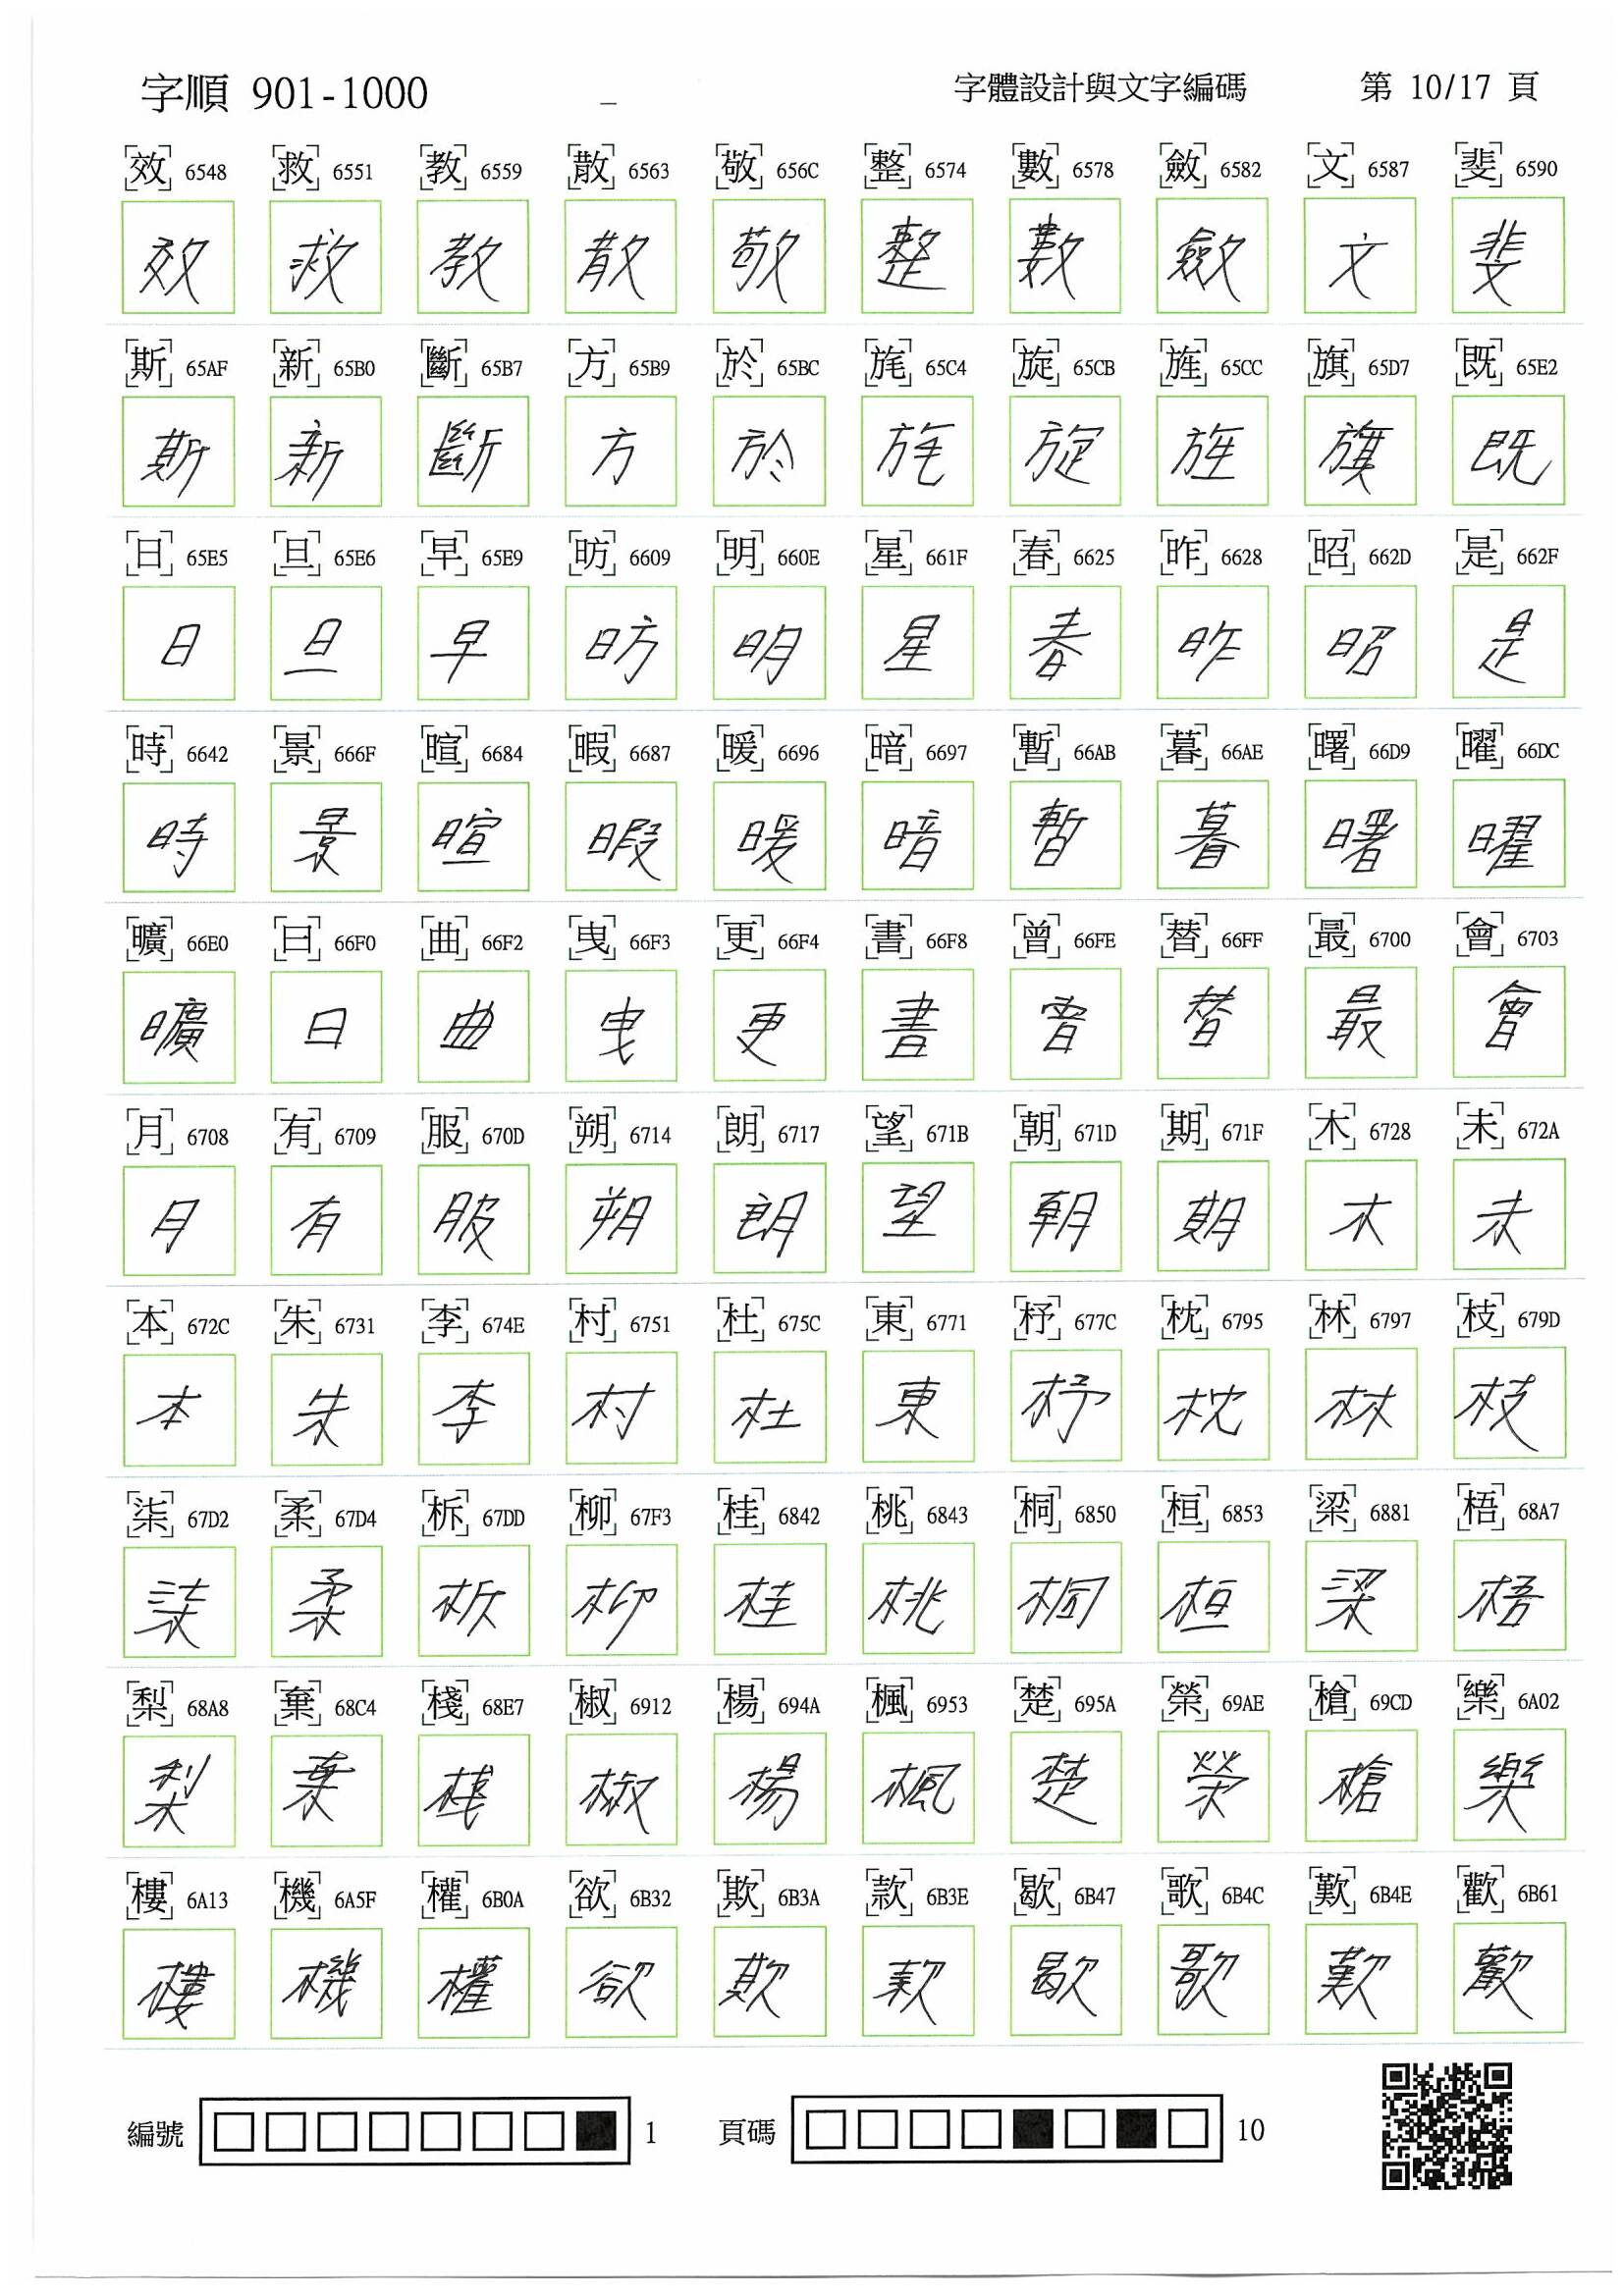 字順 901-1000 – 字體設計與文字編碼 第 10/17 頁
效 6548 救 6551 教 6559 散 6563 敬 656C 整 6574 數 6578 斂 6582 文 6587 斐 6590
效 救 教 散 敬 整 數 斂 文 斐
斯 65AF 新 65B0 斷 65B7 方 65B9 於 65BC 旄 65C4 旋 65CB 旌 65CC 旗 65D7 既 65E2
斯 新 斷 方 於 旄 旋 旌 旗 既
日 65E5 旦 65E6 早 65E9 昉 6609 明 660E 星 661F 春 6625 昨 6628 昭 662D 是 662F
日 旦 早 昉 明 星 春 昨 昭 是
時 6642 景 666F 暄 6684 暇 6687 暖 6696 暗 6697 暫 66AB 暮 66AE 曙 66D9 曜 66DC
時 景 暄 暇 暖 暗 暫 暮 曙 曜
曠 66E0 曰 66F0 曲 66F2 曳 66F3 更 66F4 書 66F8 曾 66FE 替 66FF 最 6700 會 6703
曠 曰 曲 曳 更 書 曾 替 最 會
月 6708 有 6709 服 670D 朔 6714 朗 6717 望 671B 朝 671D 期 671F 木 6728 未 672A
月 有 服 朔 朗 望 朝 期 木 未
本 672C 朱 6731 李 674E 村 6751 杜 675C 東 6771 杼 677C 枕 6795 林 6797 枝 679D
本 朱 李 村 杜 東 杼 枕 林 枝
柒 67D2 柔 67D4 柝 67DD 柳 67F3 桂 6842 桃 6843 桐 6850 桓 6853 梁 6881 梧 68A7
柒 柔 柝 柳 桂 桃 桐 桓 梁 梧
梨 68A8 棄 68C4 棧 68E7 椒 6912 楊 694A 楓 6953 楚 695A 榮 69AE 槍 69CD 樂 6A02
梨 棄 棧 椒 楊 楓 楚 榮 槍 樂
樓 6A13 機 6A5F 權 6B0A 欲 6B32 欺 6B3A 款 6B3E 歇 6B47 歌 6B4C 歎 6B4E 歡 6B61
樓 機 權 欲 欺 款 歇 歌 歎 歡
編號 1 頁碼 10